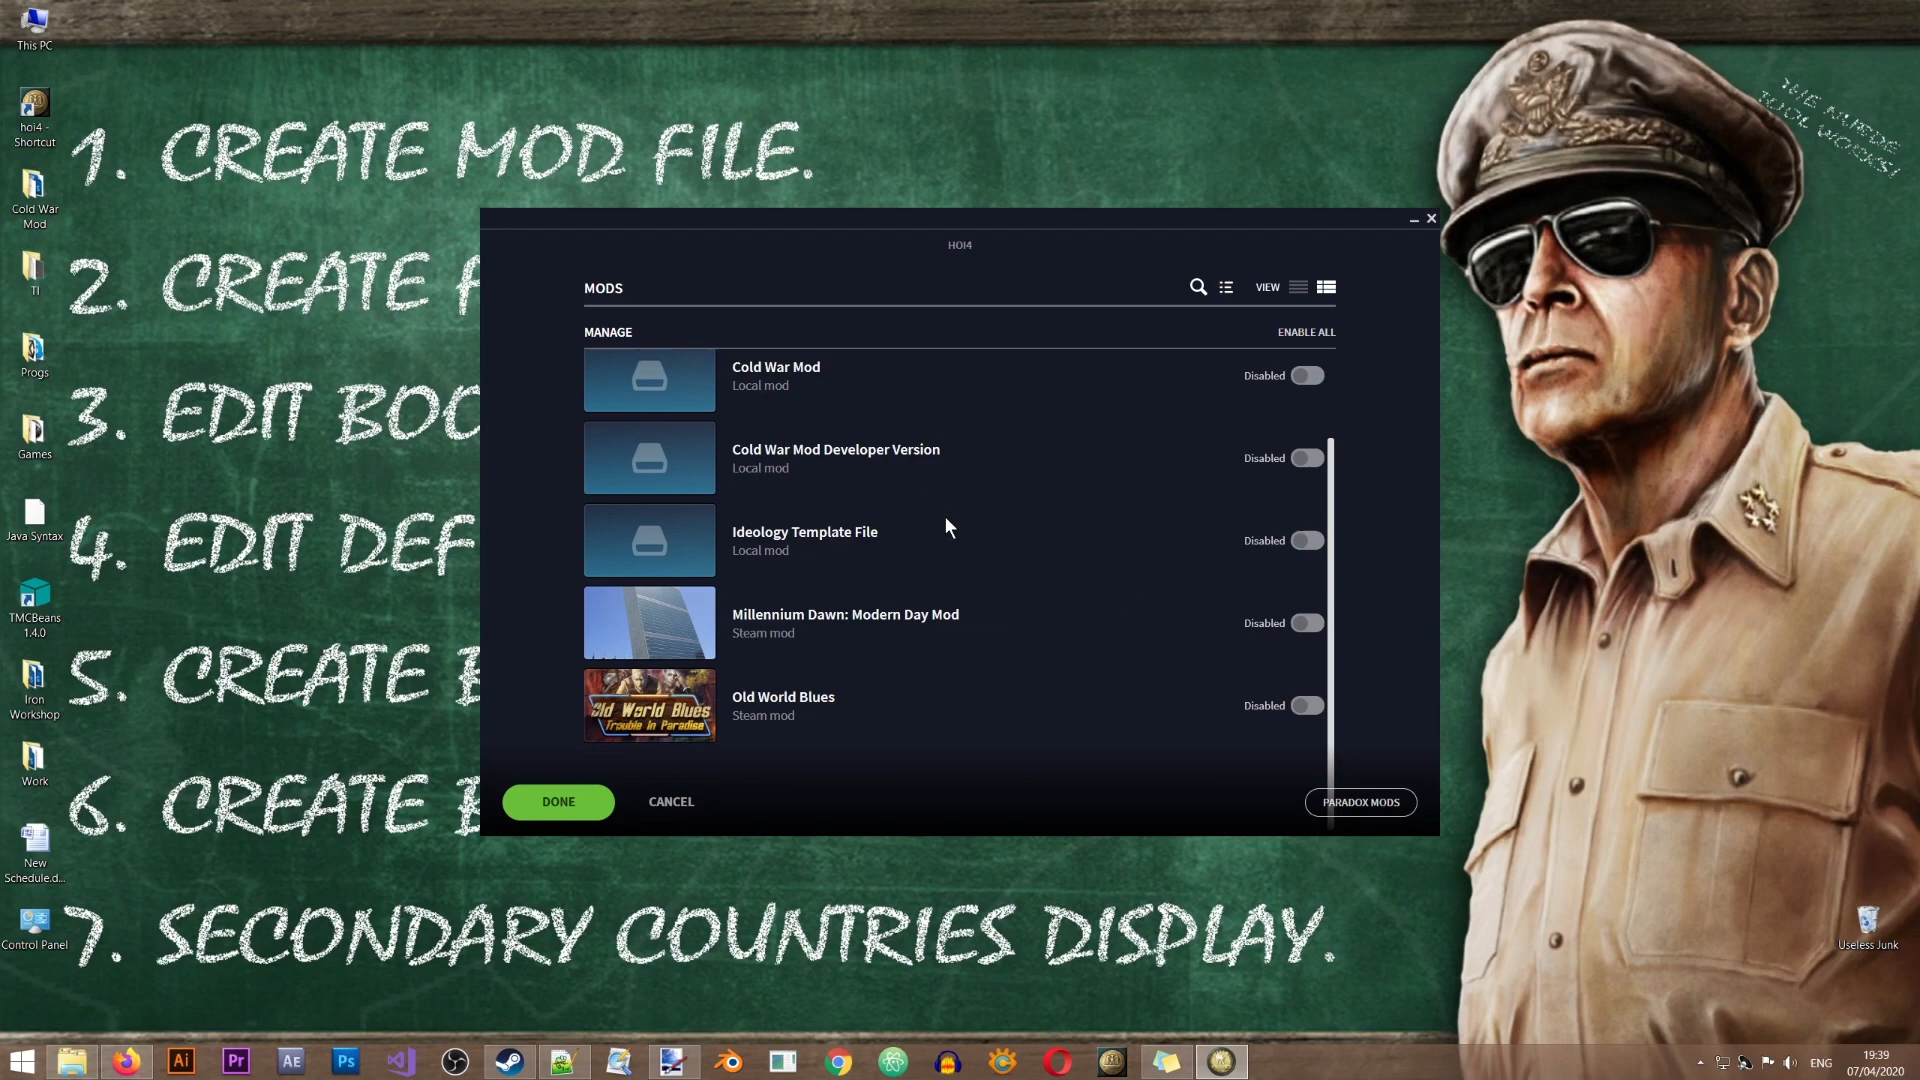 This PC
hoi4 -
Shortcut
Cold War
Mod
TI
Progs
Games
Java Syntax
TMCBeans
1.4.0
Iron
Workshop
Work
New
Schedule.d...
Control Panel
1. CREATE MOD FILE.
2. CREATE
3. EDIT BOO
4. EDIT DEF
5. CREATE
6. CREATE
7. SECONDARY COUNTRIES DISPLAY.
HOI4
MODS
VIEW
MANAGE
ENABLE ALL
Cold War Mod
Local mod
Disabled
Cold War Mod Developer Version
Local mod
Disabled
Ideology Template File
Local mod
Disabled
Millennium Dawn: Modern Day Mod
Steam mod
Disabled
Old World Blues
Trouble In Paradise
Old World Blues
Steam mod
Disabled
DONE
CANCEL
PARADOX MODS
Useless Junk
Ai
Pr
AE
Ps
ENG
19:39
07/04/2020